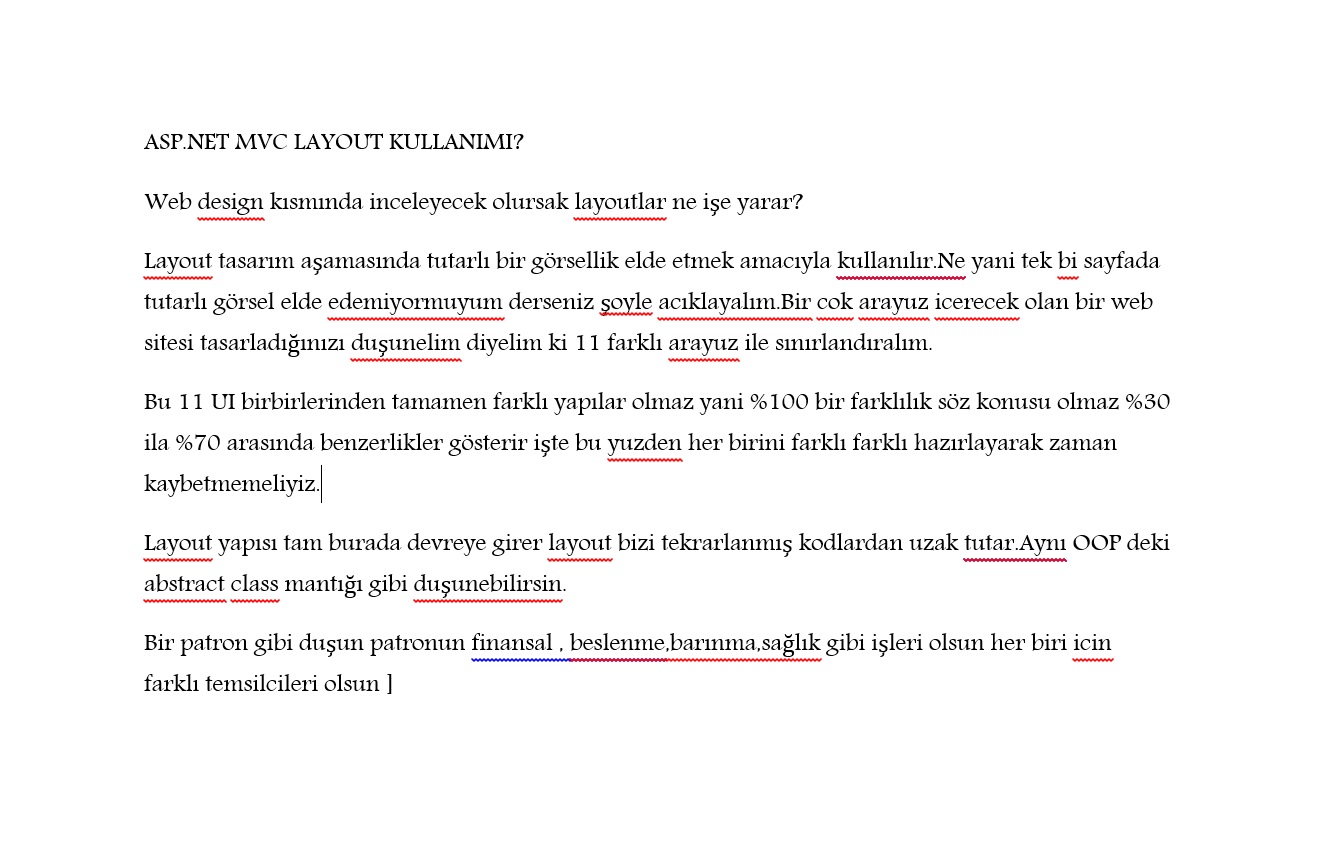 ASP.NET MVC LAYOUT KULLANIMI?
Web design kısmında inceleyecek olursak layoutlar ne işe yarar?
Layout tasarım aşamasında tutarlı bir görsellik elde etmek amacıyla kullanılır.Ne yani tek bi sayfada
tutarlı görsel elde edemiyormuyum derseniz şoyle acıklayalım.Bir cok arayuz icerecek olan bir web
sitesi tasarladığınızı duşunelim diyelim ki 11 farklı arayuz ile sınırlandıralım.
Bu 11 UI birbirlerinden tamamen farklı yapılar olmaz yani %100 bir farklılık söz konusu olmaz %30
ila %70 arasında benzerlikler gösterir işte bu yuzden her birini farklı farklı hazırlayarak zaman
kaybetmemeliyiz.
Layout yapısı tam burada devreye girer layout bizi tekrarlanmış kodlardan uzak tutar.Aynı OOP deki
abstract class mantığı gibi duşunebilirsin.
Bir patron gibi duşun patronun finansal , beslenme,barınma,sağlık gibi işleri olsun her biri icin
farklı temsilcileri olsun ]